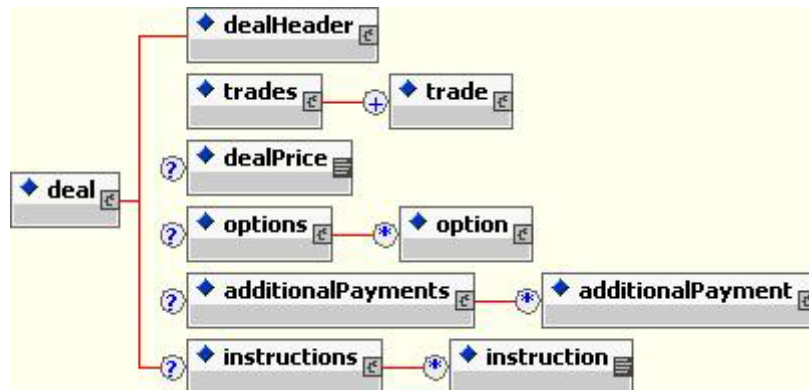 dealHeader
trades + trade
? dealPrice
deal
? options * option
? additionalPayments * additionalPayment
? instructions * instruction